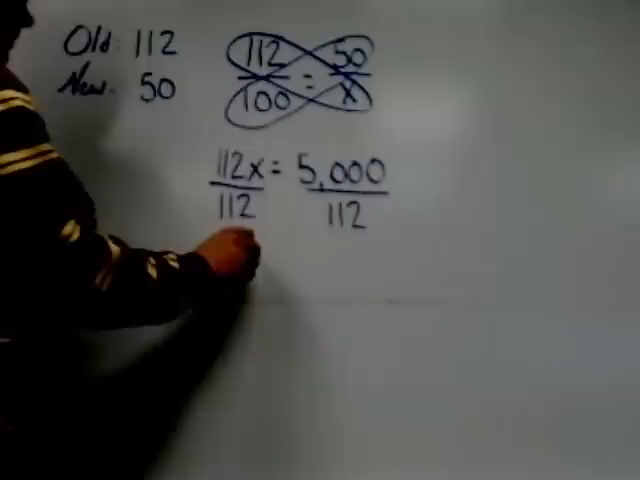 Old: 112
New: 50
112 = 50
100 x
112x = 5,000
112 112